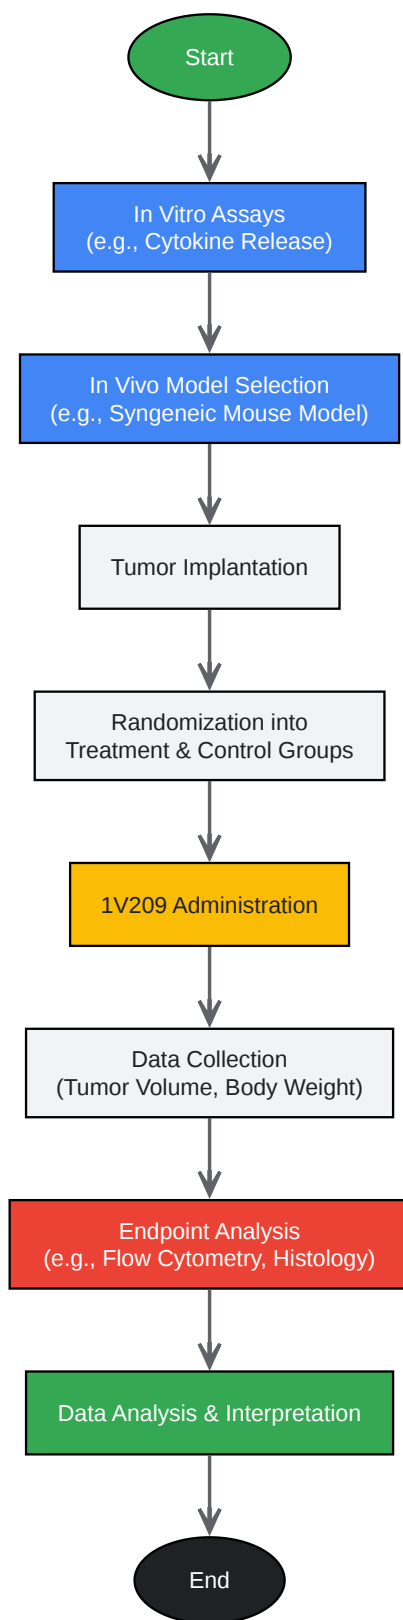 Start
In Vitro Assays
(e.g., Cytokine Release)
In Vivo Model Selection
(e.g., Syngeneic Mouse Model)
Tumor Implantation
Randomization into
Treatment & Control Groups
1V209 Administration
Data Collection
(Tumor Volume, Body Weight)
Endpoint Analysis
(e.g., Flow Cytometry, Histology)
Data Analysis & Interpretation
End